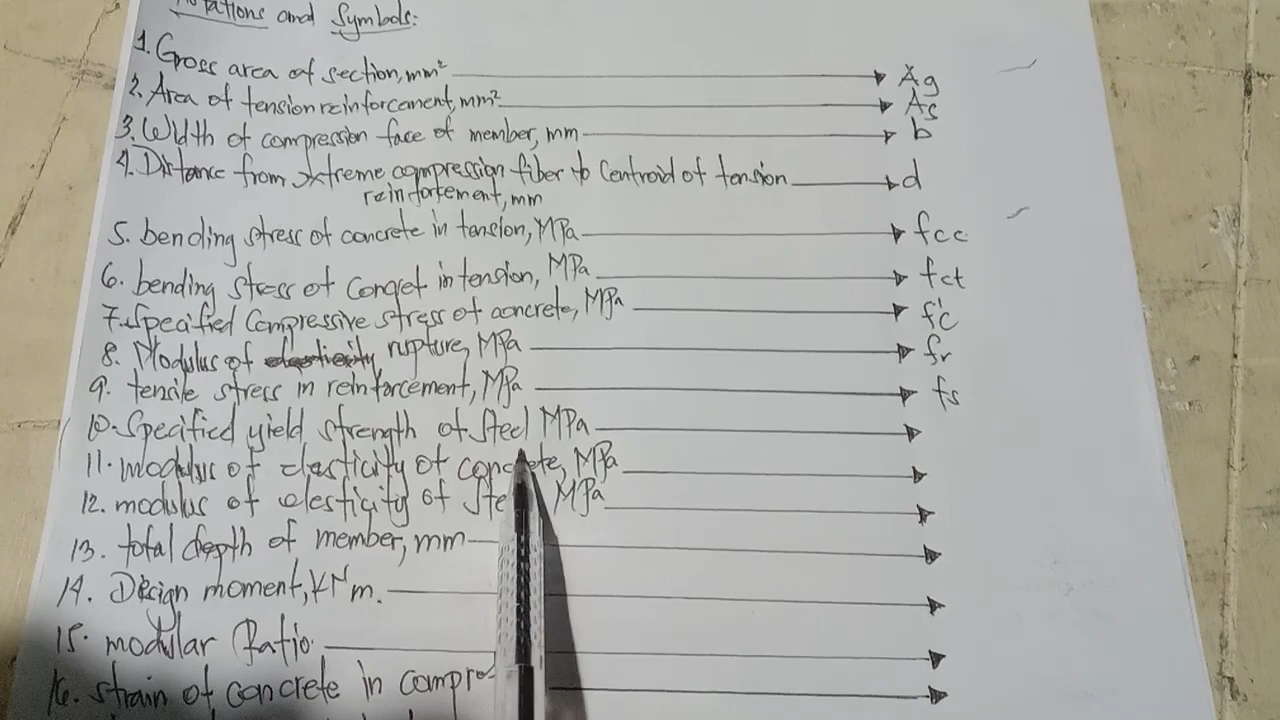 Notations and Symbols:
1. Gross area of section, mm² Ag
2. Area of tension reinforcement, mm² As
3. Width of compression face of member, mm b
4. Distance from extreme compression fiber to Centroid of tension d
reinforcement, mm
5. bending stress of concrete in tension, MPa fcc
6. bending stress of Concret in tension, MPa fct
7. Specified Compressive stress of concrete, MPa f'c
8. Modulus of rupture, MPa fr
9. tensile stress in reinforcement, MPa fs
10. Specified yield strength of Steel MPa
11. modulus of elasticity of concrete, MPa
12. modulus of elesticity of Ste MPa
13. total depth of member, mm
14. Design moment, KNm.
15. modular Ratio.
16. strain of concrete in compre